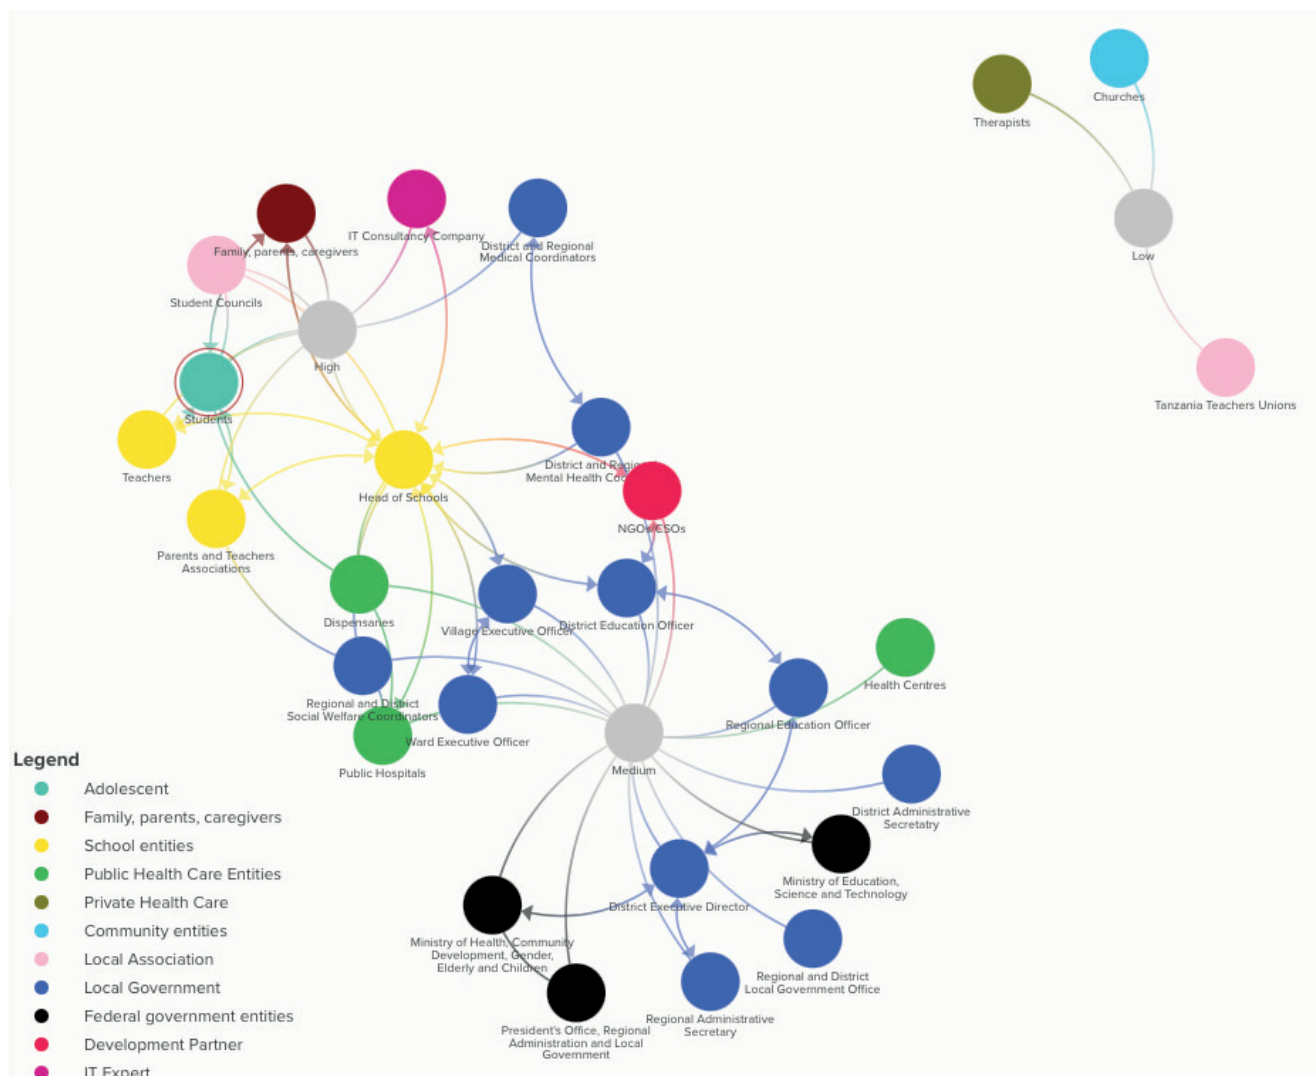 Churches
Therapists
Family, parents, caregivers
IT Consultancy Company
District and Regional
Medical Coordinators
Low
Student Councils
High
Tanzania Teachers Unions
Students
Teachers
District and Regio
Mental Health Coo
Head of Schools
NGOs CSOs
Parents and Teachers
Associations
Dispensaries
Village Executive Officer
District Education Officer
Health Centres
Regional and District
Social Welfare Coordinators
Regional Education Officer
Ward Executive Officer
Public Hospitals
Medium
District Administrative
Secretatry
Ministry of Education,
Science and Technology
District Executive Director
Ministry of Health, Community
Development, Gender,
Elderly and Children
Regional and District
Local Government Office
Regional Administrative
Secretary
President's Office, Regional
Administration and Local
Government
Legend
Adolescent
Family, parents, caregivers
School entities
Public Health Care Entities
Private Health Care
Community entities
Local Association
Local Government
Federal government entities
Development Partner
IT Expert